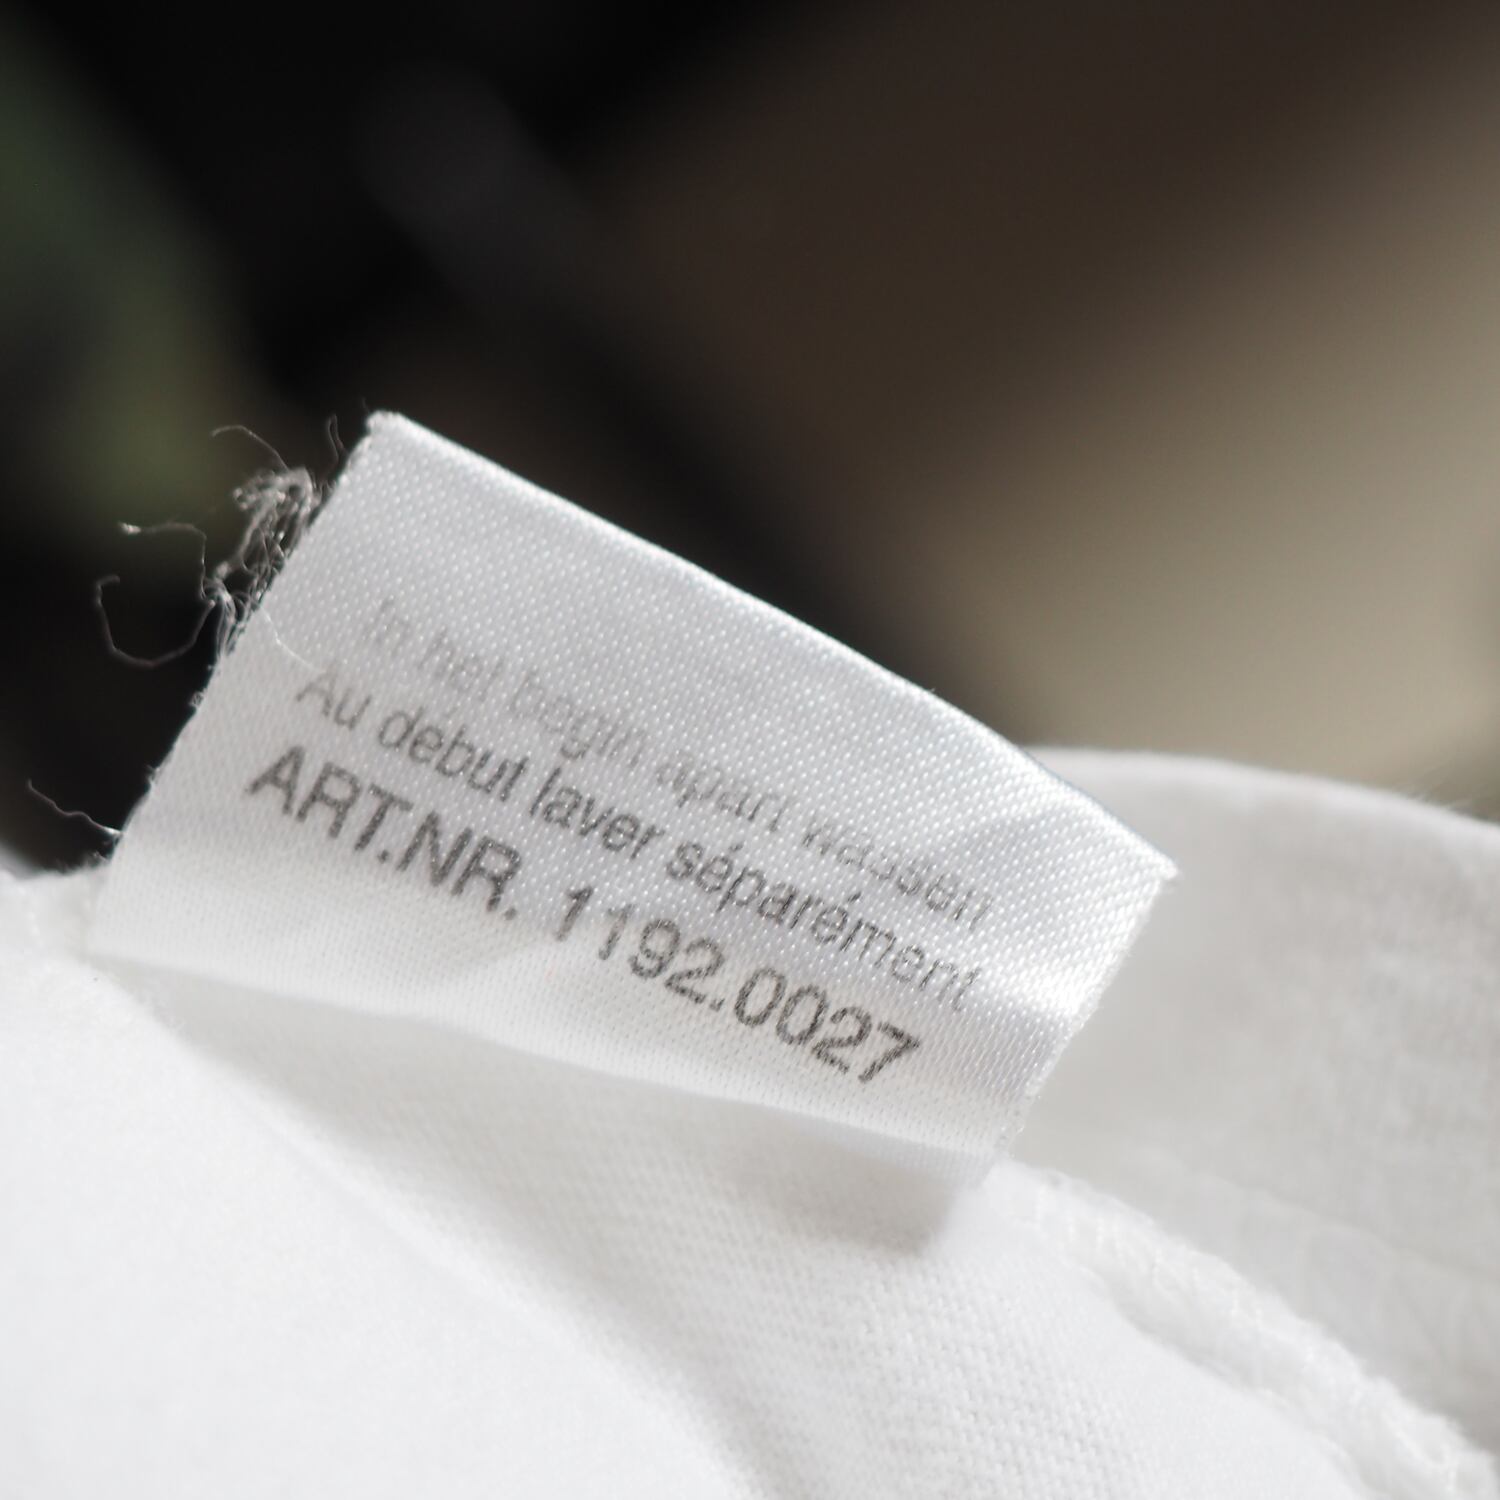 In het begin apart wassen
Au debut laver séparément
ART.NR. 1192.0027